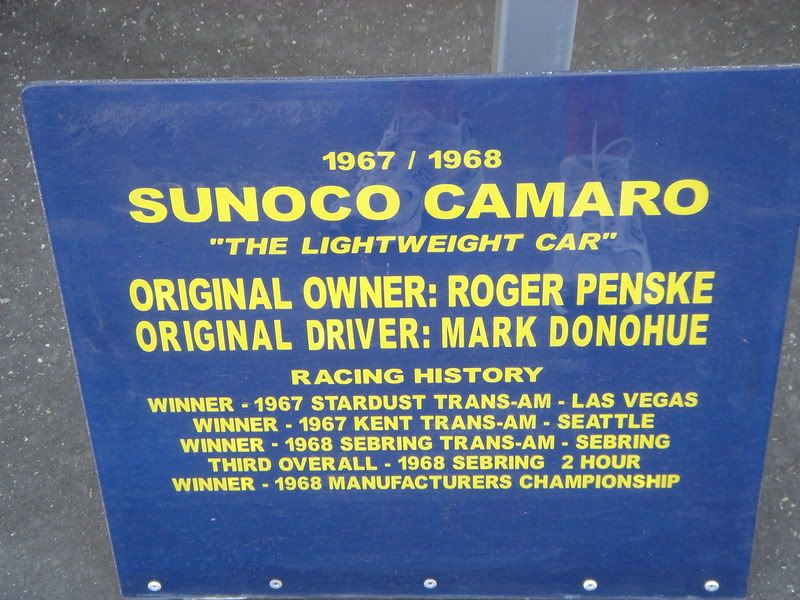 1967 / 1968
SUNOCO CAMARO
"THE LIGHTWEIGHT CAR"
ORIGINAL OWNER: ROGER PENSKE
ORIGINAL DRIVER: MARK DONOHUE
RACING HISTORY
WINNER - 1967 STARDUST TRANS-AM - LAS VEGAS
WINNER - 1967 KENT TRANS-AM - SEATTLE
WINNER - 1968 SEBRING TRANS-AM - SEBRING
THIRD OVERALL - 1968 SEBRING 2 HOUR
WINNER - 1968 MANUFACTURERS CHAMPIONSHIP